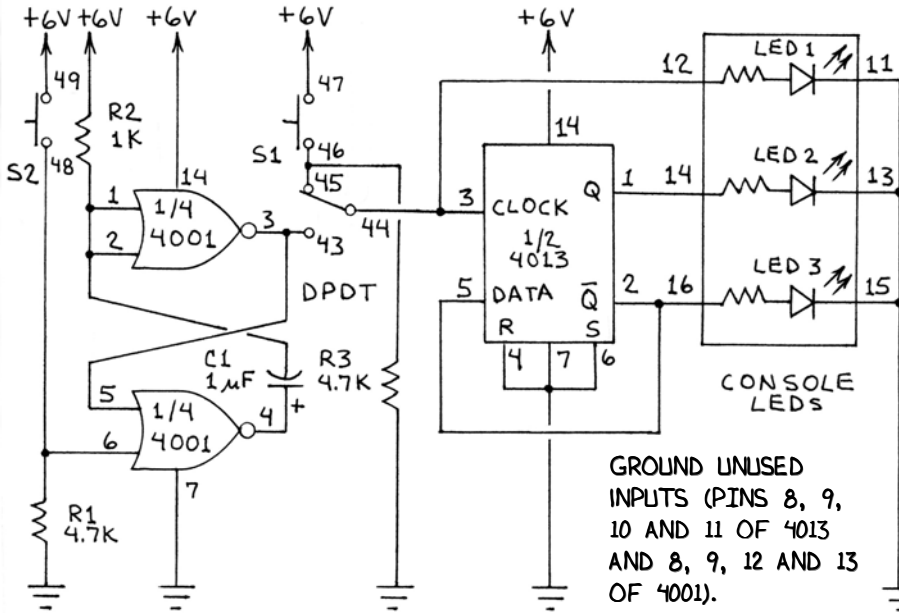 +6V +6V +6V +6V +6V
49
S2
48
R2
1K
14
1
2
1/4
4001
3
47
S1
46
45
44
43
DPDT
5
6
1/4
4001
4
7
C1
1µF
+
R3
4.7K
R1
4.7K
14
3 CLOCK
Q 1
1/2
4013
5 DATA
Q̅ 2
R
S
4
7
6
12
LED 1
11
14
LED 2
13
16
LED 3
15
CONSOLE
LEDs
GROUND UNUSED
INPUTS (PINS 8, 9,
10 AND 11 OF 4013
AND 8, 9, 12 AND 13
OF 4001).